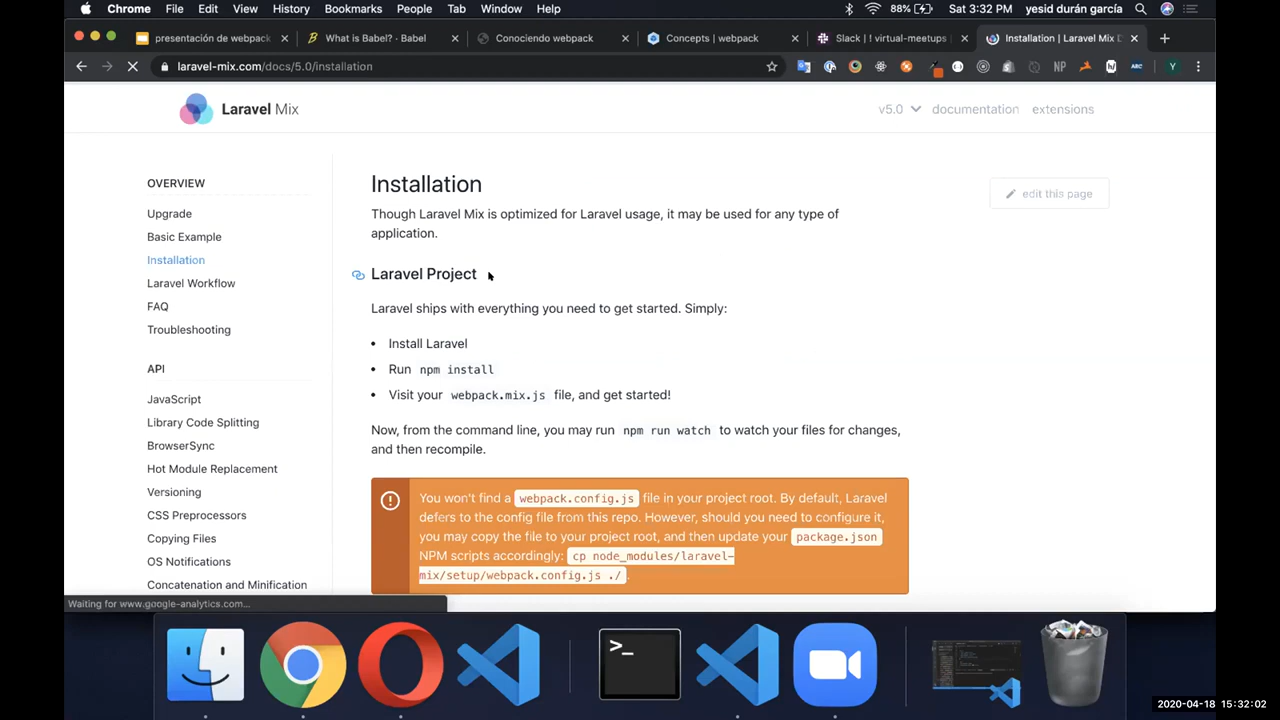 Chrome File Edit View History Bookmarks People Tab Window Help 88% Sat 3:32 PM yesid durán garcía
presentación de webpack What is Babel? · Babel Conociendo webpack Concepts | webpack Slack | ! virtual-meetups Installation | Laravel Mix D
laravel-mix.com/docs/5.0/installation NP ABC Y
Laravel Mix v5.0 documentation extensions
OVERVIEW
Upgrade
Basic Example
Installation
Laravel Workflow
FAQ
Troubleshooting
API
JavaScript
Library Code Splitting
BrowserSync
Hot Module Replacement
Versioning
CSS Preprocessors
Copying Files
OS Notifications
Concatenation and Minification
Installation
edit this page
Though Laravel Mix is optimized for Laravel usage, it may be used for any type of
application.
Laravel Project
Laravel ships with everything you need to get started. Simply:
• Install Laravel
• Run npm install
• Visit your webpack.mix.js file, and get started!
Now, from the command line, you may run npm run watch to watch your files for changes,
and then recompile.
You won't find a webpack.config.js file in your project root. By default, Laravel
defers to the config file from this repo. However, should you need to configure it,
you may copy the file to your project root, and then update your package.json
NPM scripts accordingly: cp node_modules/laravel-
mix/setup/webpack.config.js ./ .
Waiting for www.google-analytics.com...
>_
2020-04-18 15:32:02